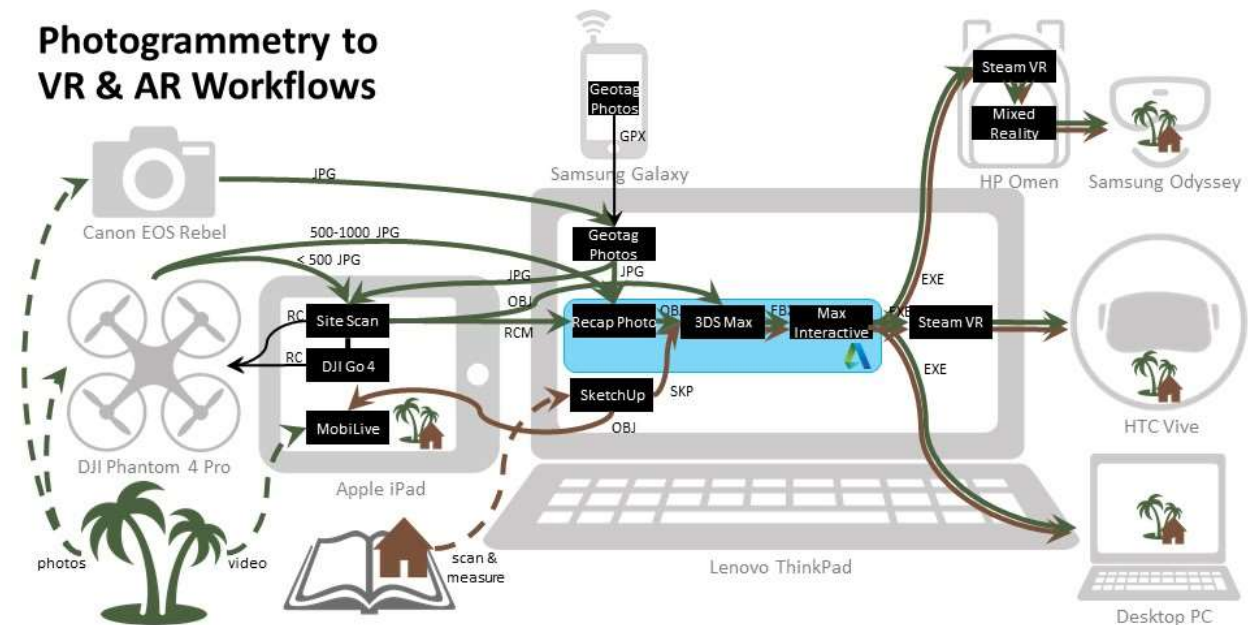 Photogrammetry to
VR & AR Workflows
Geotag
Photos
GPX
Samsung Galaxy
Steam VR
Mixed
Reality
HP Omen
Samsung Odyssey
JPG
Canon EOS Rebel
500-1000 JPG
< 500 JPG
Geotag
Photos
JPG
JPG
OBJ
RC
Site Scan
RCM
Recap Photo
3DS Max
Max
Interactive
EXE
Steam VR
EXE
EXE
RC
DJI Go 4
SketchUp
SKP
OBJ
MobiLive
HTC Vive
DJI Phantom 4 Pro
Apple iPad
Lenovo ThinkPad
photos
video
scan &
measure
Desktop PC